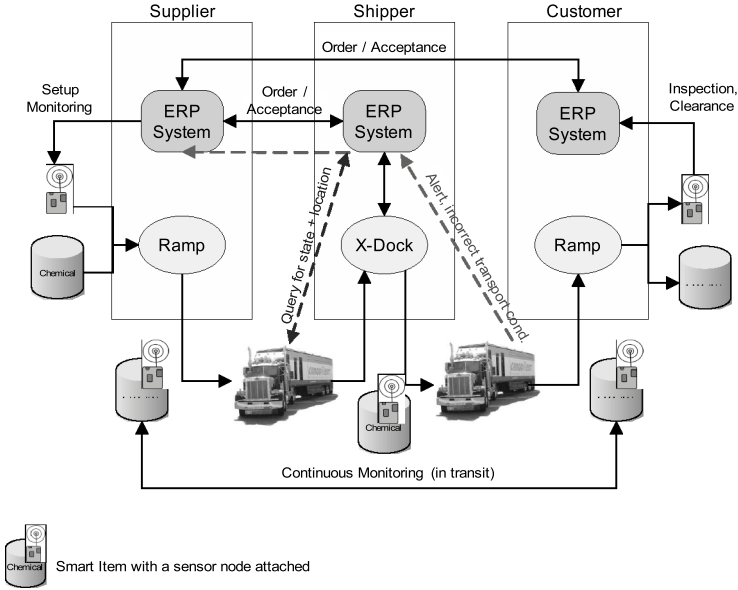 Supplier
Shipper
Customer
Order / Acceptance
Setup
Monitoring
Order /
Acceptance
Inspection,
Clearance
ERP
System
ERP
System
ERP
System
Query for state + location
Alert, incorrect transport cond.
Chemical
Ramp
X-Dock
Ramp
Chemical
Continuous Monitoring (in transit)
Chemical
Smart Item with a sensor node attached